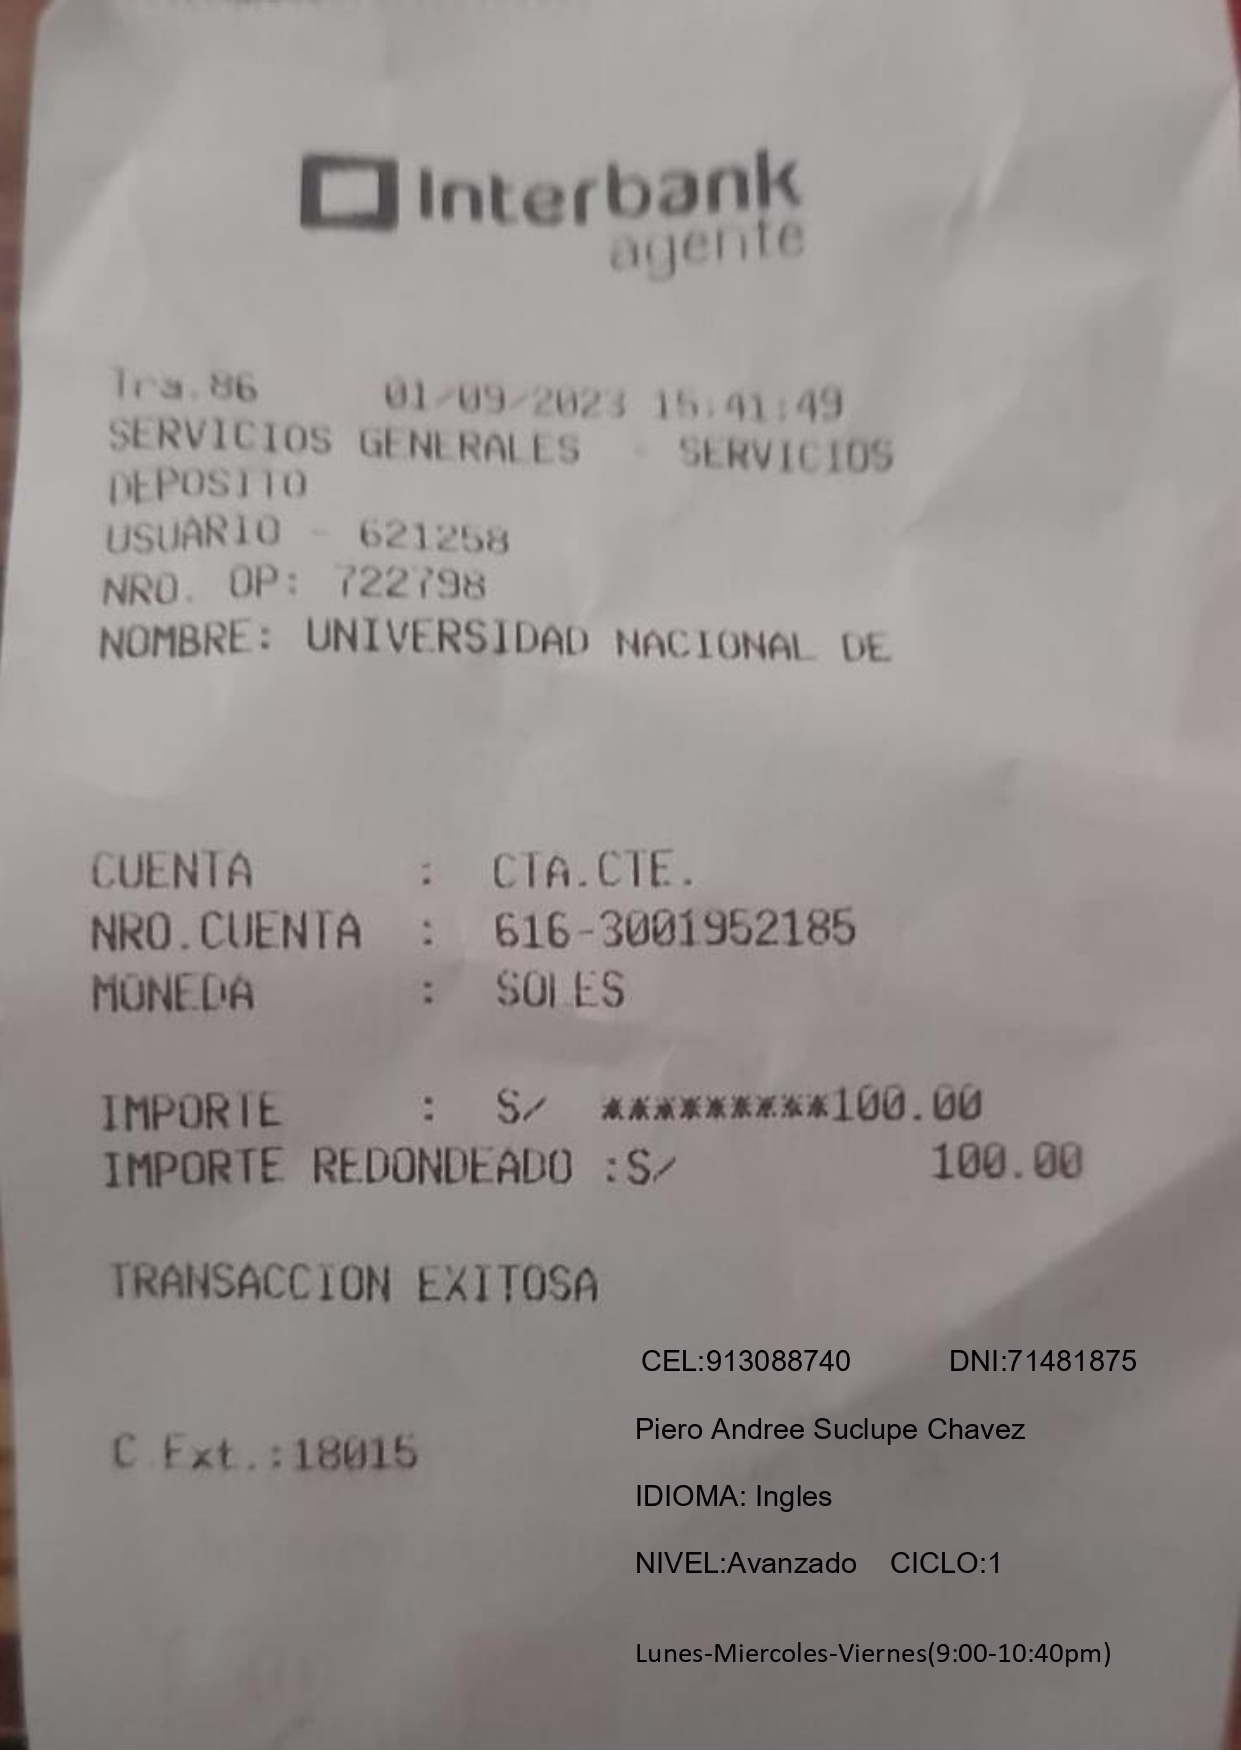 Interbank
agente
Tra.86 01/09/2023 15:41:49
SERVICIOS GENERALES - SERVICIOS
DEPOSITO
USUARIO - 621258
NRO. OP: 722798
NOMBRE: UNIVERSIDAD NACIONAL DE
CUENTA : CTA.CTE.
NRO.CUENTA : 616-3001952185
MONEDA : SOLES
IMPORTE : S/ *********100.00
IMPORTE REDONDEADO :S/ 100.00
TRANSACCION EXITOSA
CEL:913088740 DNI:71481875
Piero Andree Suclupe Chavez
C.Ext.:18015
IDIOMA: Ingles
NIVEL:Avanzado CICLO:1
Lunes-Miercoles-Viernes(9:00-10:40pm)